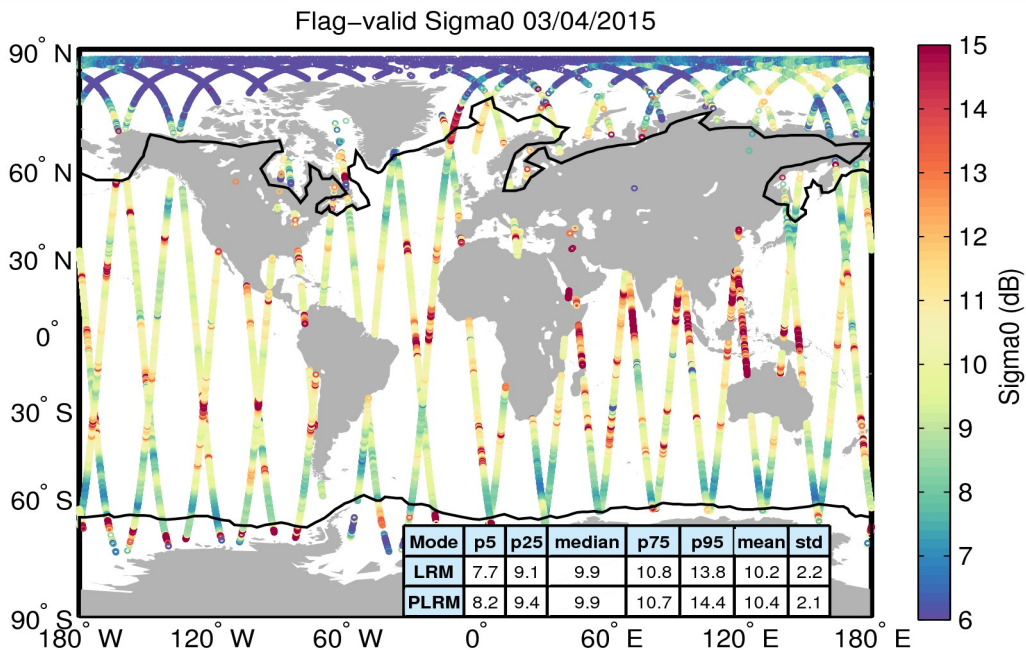 Flag−valid Sigma0 03/04/2015
90° N
60° N
30° N
0°
30° S
60° S
90° S
180° W
120° W
60° W
0°
60° E
120° E
180° E
Mode p5 p25 median p75 p95 mean std
LRM 7.7 9.1 9.9 10.8 13.8 10.2 2.2
PLRM 8.2 9.4 9.9 10.7 14.4 10.4 2.1
15
14
13
12
11
10
9
8
7
6
Sigma0 (dB)